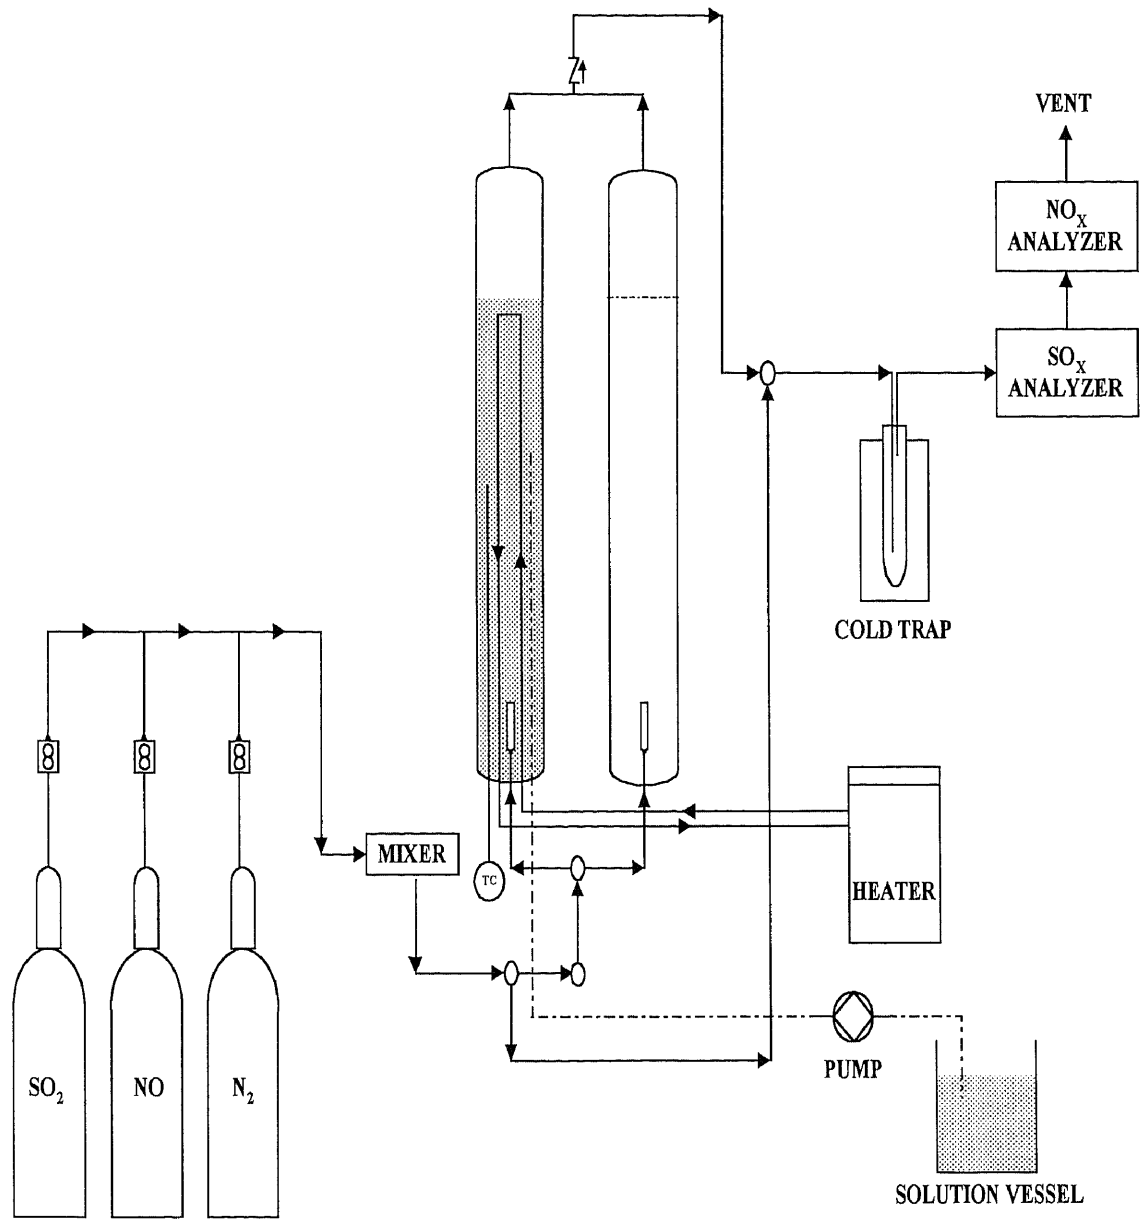 VENT
NOX
ANALYZER
SOX
ANALYZER
COLD TRAP
MIXER
TC
HEATER
PUMP
SO2
NO
N2
SOLUTION VESSEL